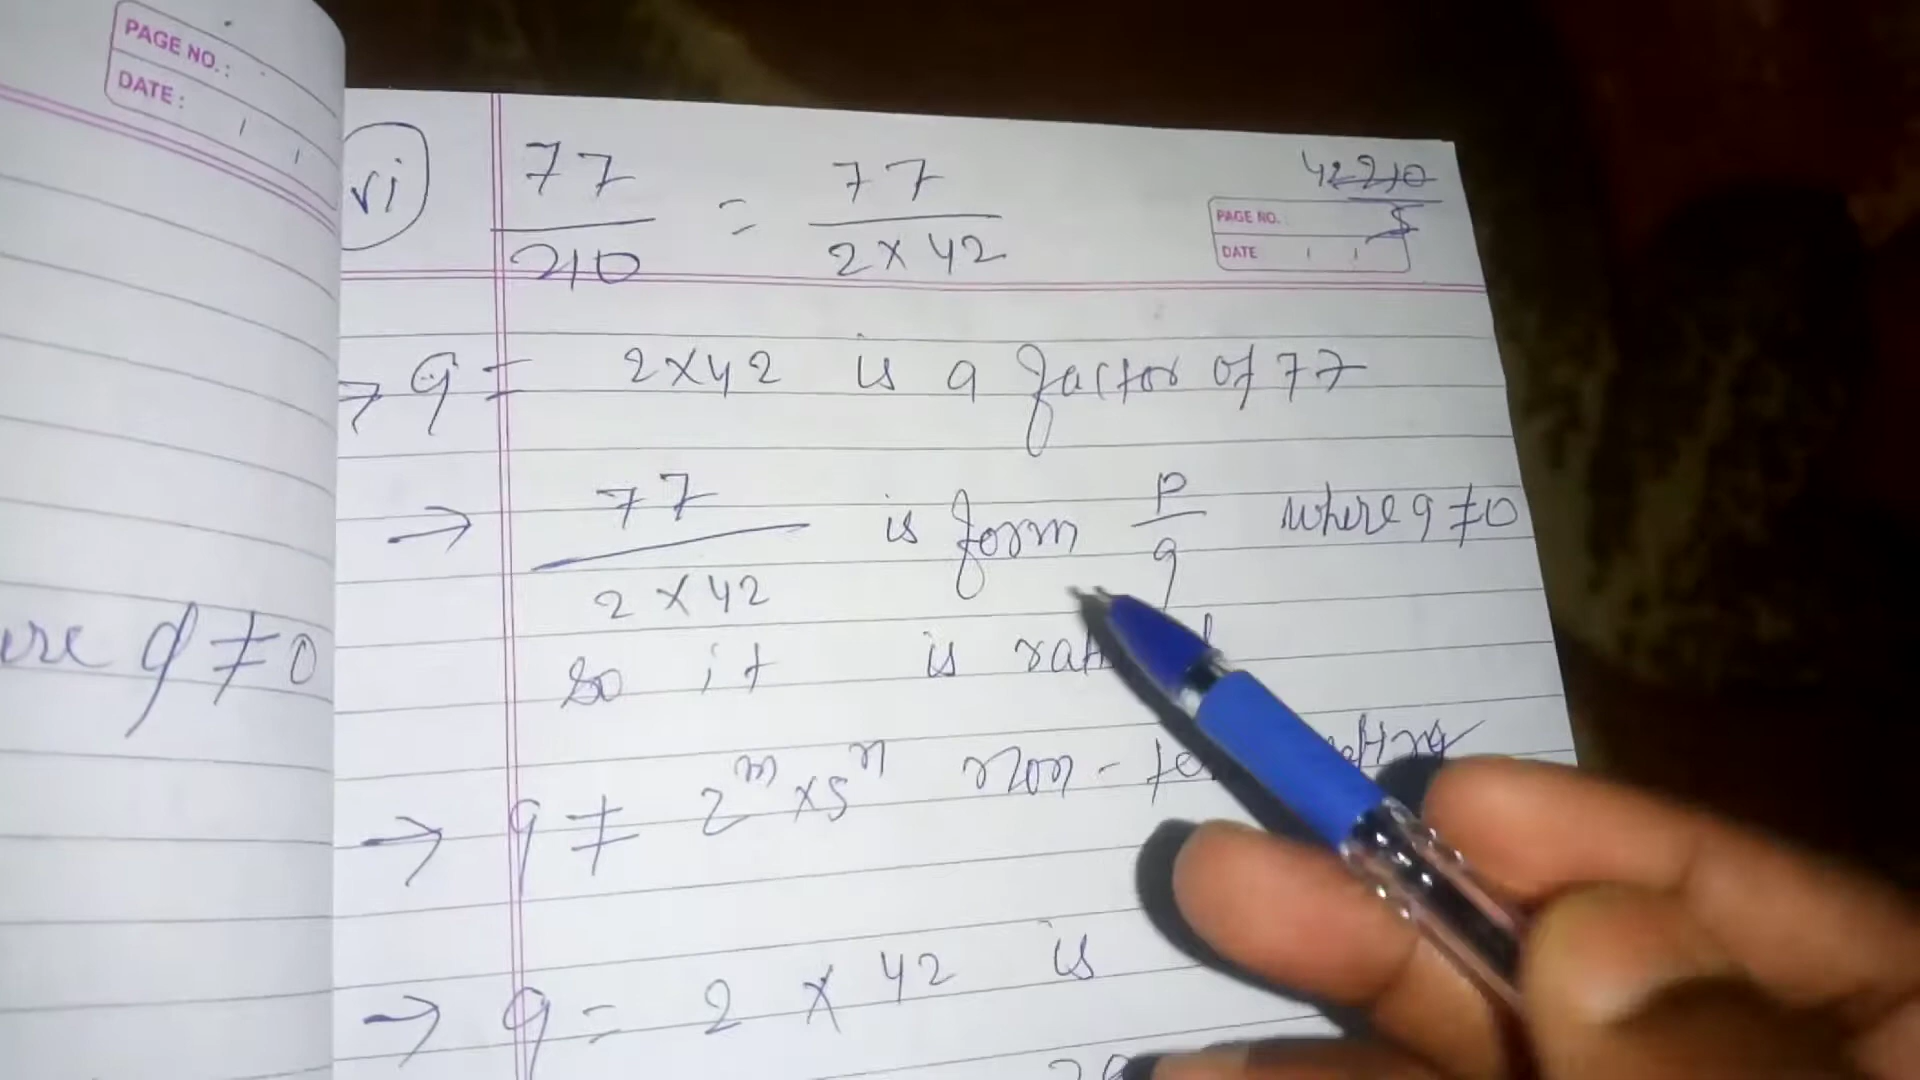 PAGE NO.:
DATE:
ere q ≠ 0
vi 77/210 = 77/2×42
42 210/5
PAGE NO.
DATE
→ q = 2×42 is a factor of 77
→ 77/2×42 is form p/q where q ≠ 0
so it is
→ q ≠ 2^m × 5^n non-
→ q = 2 × 42 is